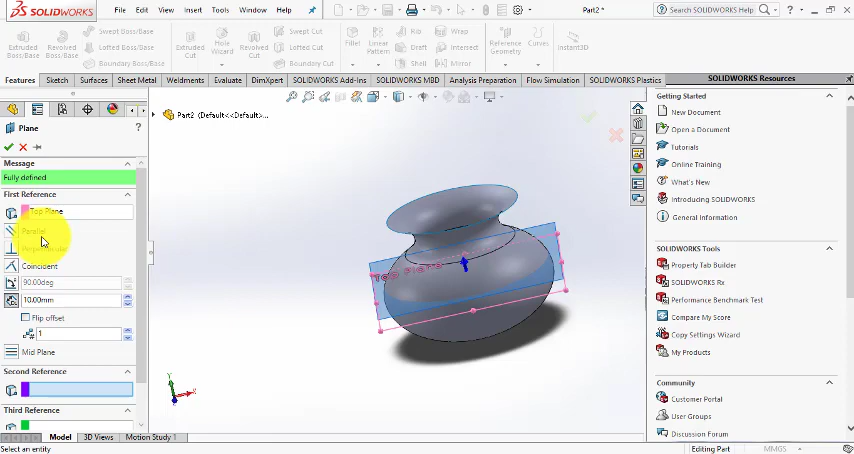 SOLIDWORKS
File Edit View Insert Tools Window Help
Part2 *
Search SOLIDWORKS Help
Extruded Boss/Base
Revolved Boss/Base
Swept Boss/Base
Lofted Boss/Base
Boundary Boss/Base
Extruded Cut
Hole Wizard
Revolved Cut
Swept Cut
Lofted Cut
Boundary Cut
Fillet
Linear Pattern
Rib
Draft
Shell
Wrap
Intersect
Mirror
Reference Geometry
Curves
Instant3D
Features Sketch Surfaces Sheet Metal Weldments Evaluate DimXpert SOLIDWORKS Add-Ins SOLIDWORKS MBD Analysis Preparation Flow Simulation SOLIDWORKS Plastics
SOLIDWORKS Resources
Part2 (Default<<Default>...
Plane
?
Message
Fully defined
First Reference
Top Plane
Parallel
Perpendicular
Coincident
90.00deg
10.00mm
Flip offset
1
Mid Plane
Second Reference
Third Reference
Top Plane
Y
X
Z
Getting Started
New Document
Open a Document
Tutorials
Online Training
What's New
Introducing SOLIDWORKS
General Information
SOLIDWORKS Tools
Property Tab Builder
SOLIDWORKS Rx
Performance Benchmark Test
Compare My Score
Copy Settings Wizard
My Products
Community
Customer Portal
User Groups
Discussion Forum
Model 3D Views Motion Study 1
Select an entity
Editing Part
MMGS